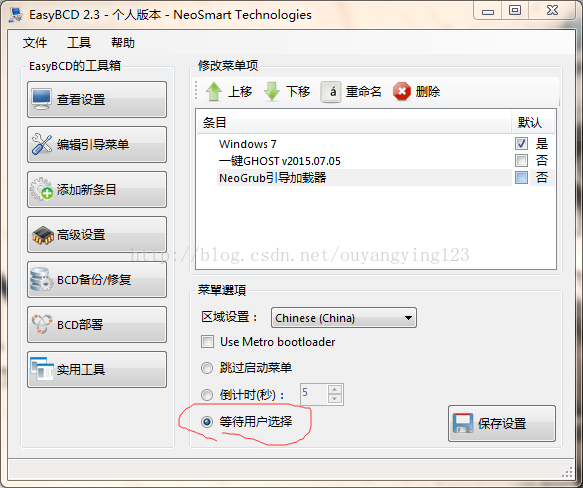 EasyBCD 2.3 - 个人版本 - NeoSmart Technologies
文件 工具 帮助
EasyBCD的工具箱
查看设置
编辑引导菜单
添加新条目
高级设置
BCD备份/修复
BCD部署
实用工具
修改菜单项
上移 下移 á 重命名 删除
条目 默认
Windows 7 是
一键GHOST v2015.07.05 否
NeoGrub引导加载器 否
http://blog.csdn.net/ouyangying123
菜單選項
区域设置： Chinese (China)
Use Metro bootloader
跳过启动菜单
倒计时(秒)： 5
等待用户选择
保存设置